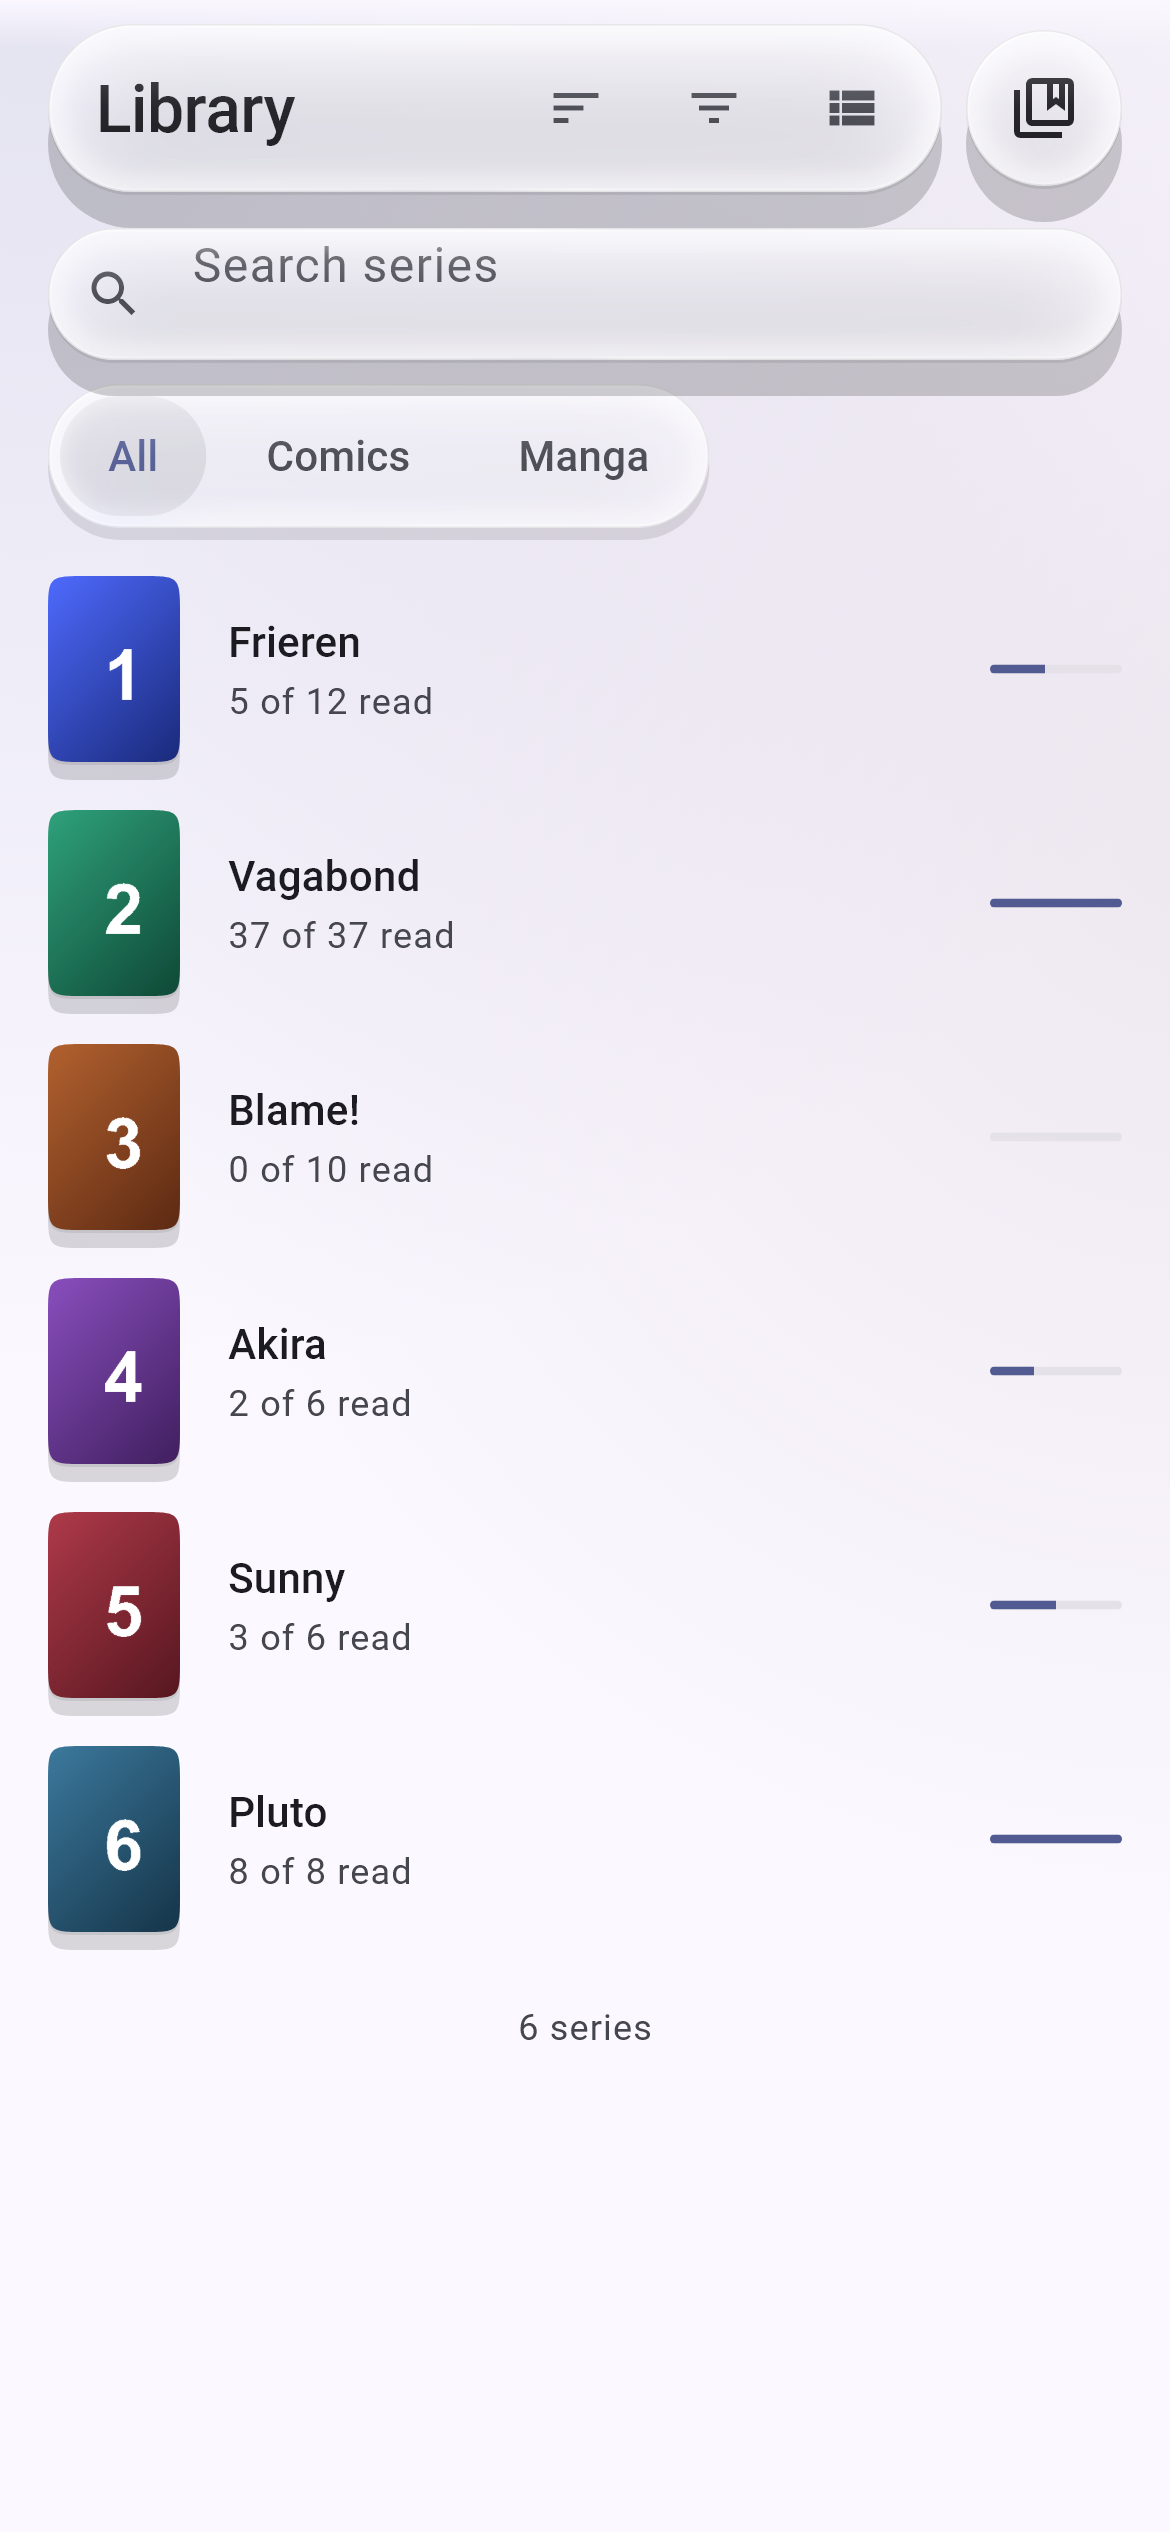 Library
Search series
All Comics Manga
1
Frieren
5 of 12 read
2
Vagabond
37 of 37 read
3
Blame!
0 of 10 read
4
Akira
2 of 6 read
5
Sunny
3 of 6 read
6
Pluto
8 of 8 read
6 series